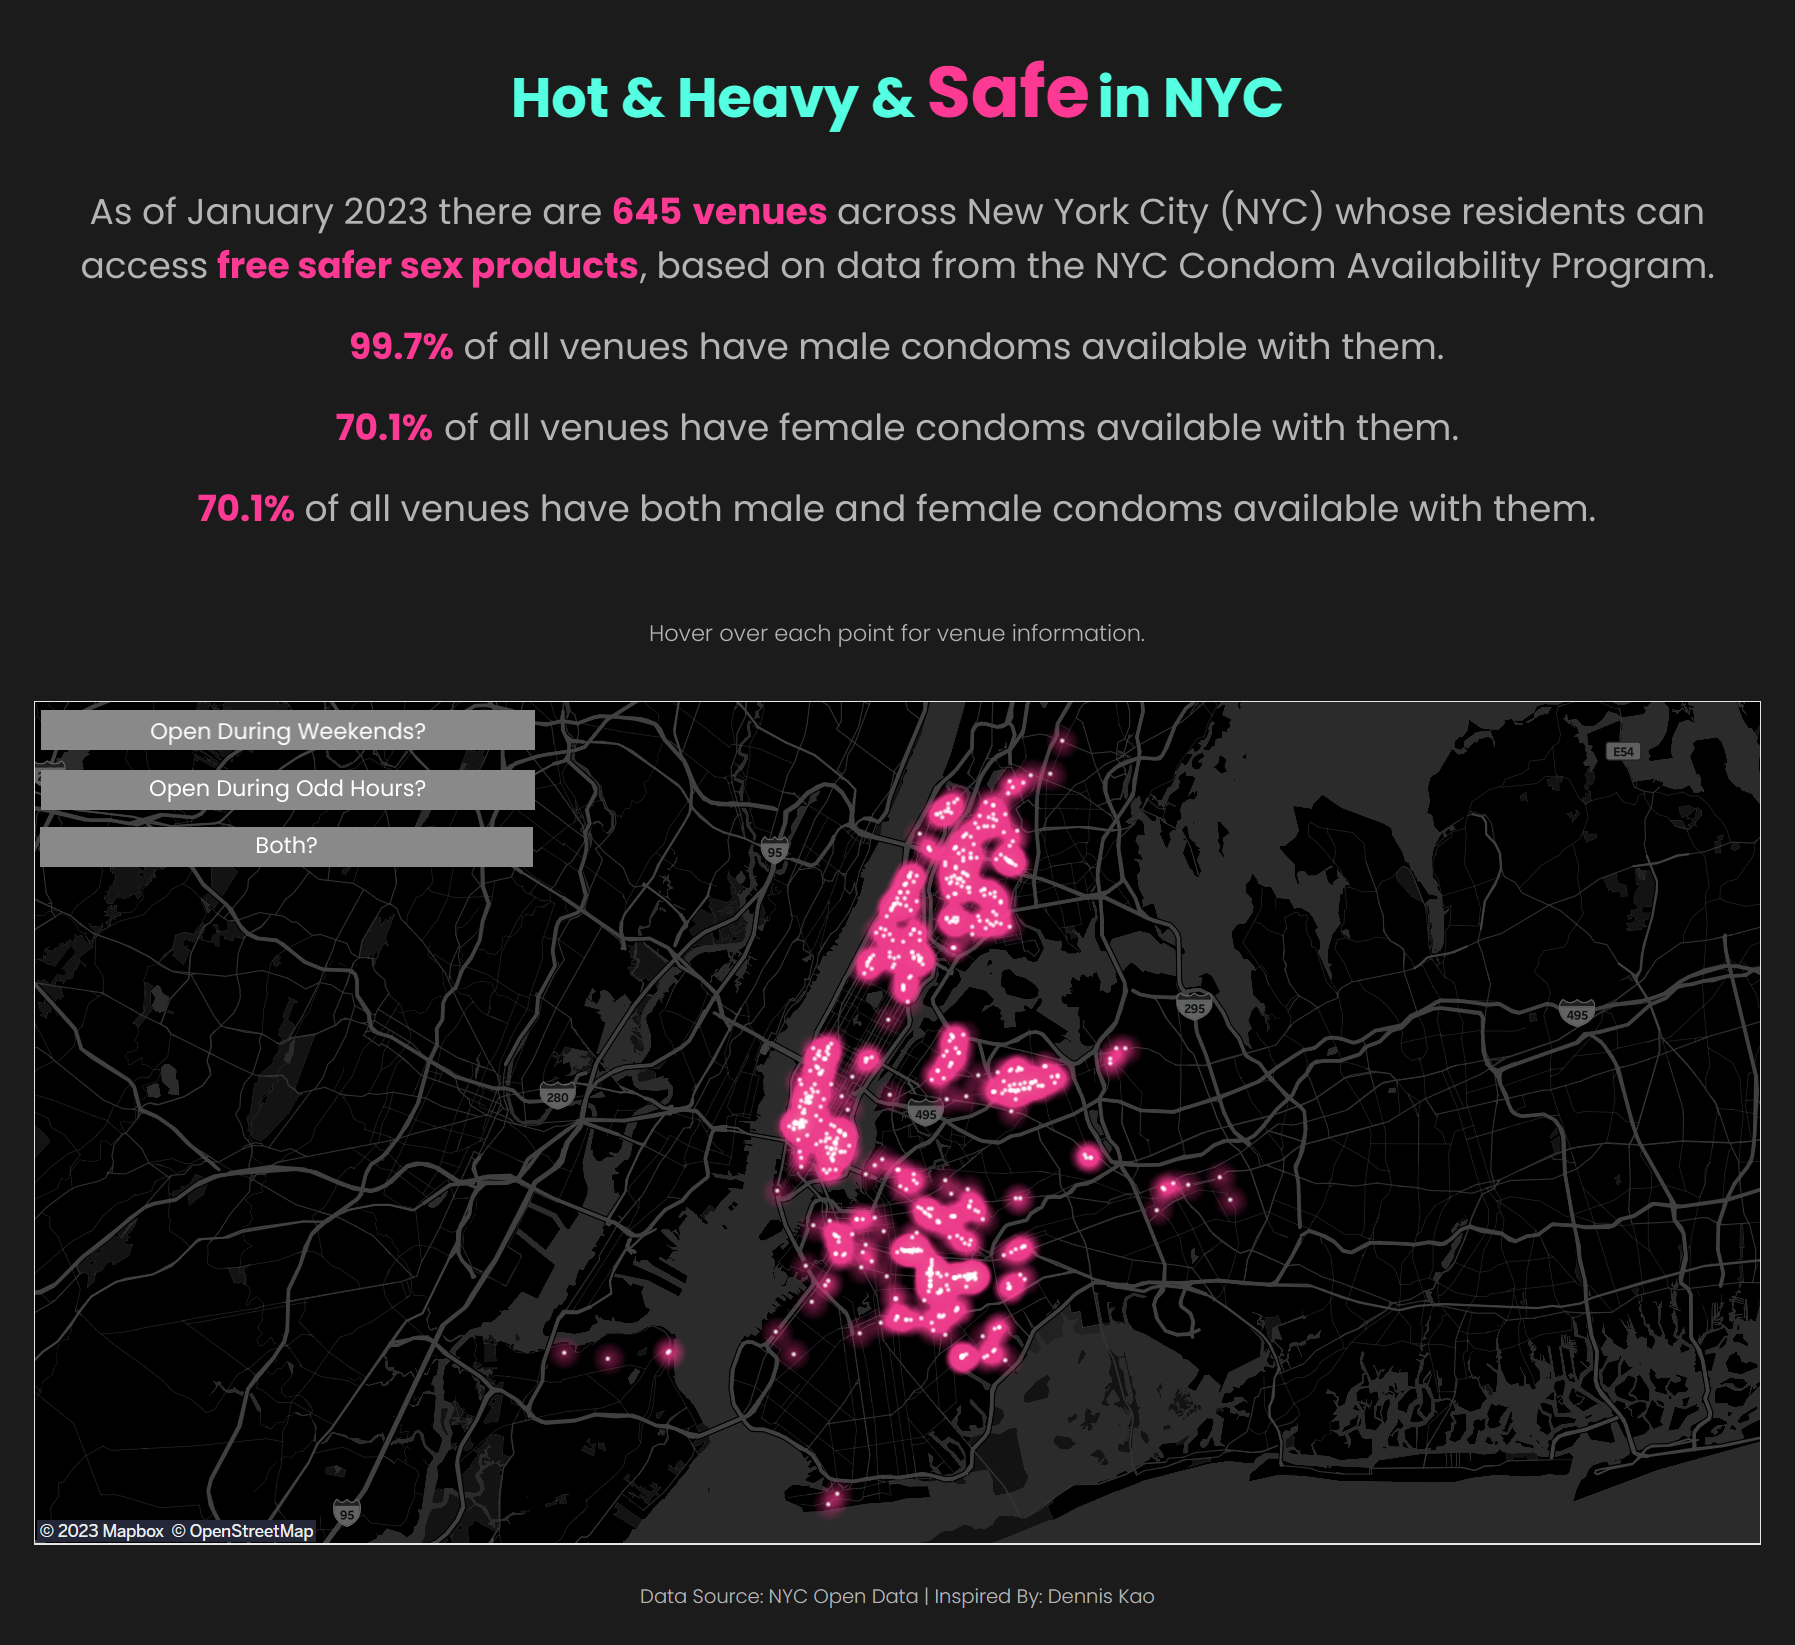 Hot & Heavy & Safe in NYC
As of January 2023 there are 645 venues across New York City (NYC) whose residents can
access free safer sex products, based on data from the NYC Condom Availability Program.
99.7% of all venues have male condoms available with them.
70.1% of all venues have female condoms available with them.
70.1% of all venues have both male and female condoms available with them.
Hover over each point for venue information.
Open During Weekends?
Open During Odd Hours?
Both?
E54
95
295
495
280
495
95
© 2023 Mapbox © OpenStreetMap
Data Source: NYC Open Data | Inspired By: Dennis Kao